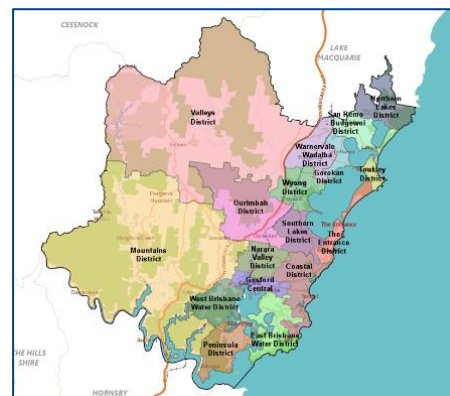 CESSNOCK
LAKE
MACQUARIE
Northern
Lakes
District
San Remo
Budgewoi
District
Valleys
District
Warnervale
Wadalba
District
Gorokan
District
Toukley
District
Wyong
District
Ourimbah
District
Southern
Lakes
District
The Entrance
The
Entrance
District
Mountains
District
Narara
Valley
District
Coastal
District
Gosford
Central
West Brisbane
Water District
East Brisbane
Water District
Peninsula
District
THE HILLS
SHIRE
HORNSBY